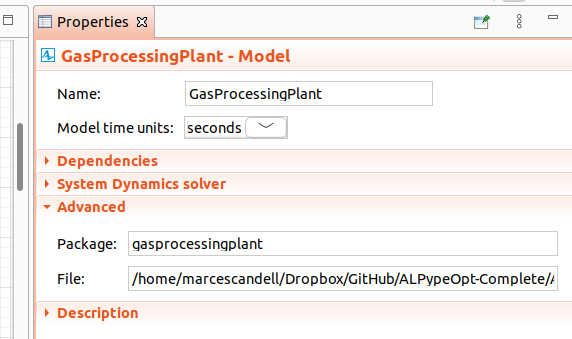 Properties
GasProcessingPlant - Model
Name: GasProcessingPlant
Model time units: seconds
Dependencies
System Dynamics solver
Advanced
Package: gasprocessingplant
File: /home/marcescandell/Dropbox/GitHub/ALPypeOpt-Complete/
Description